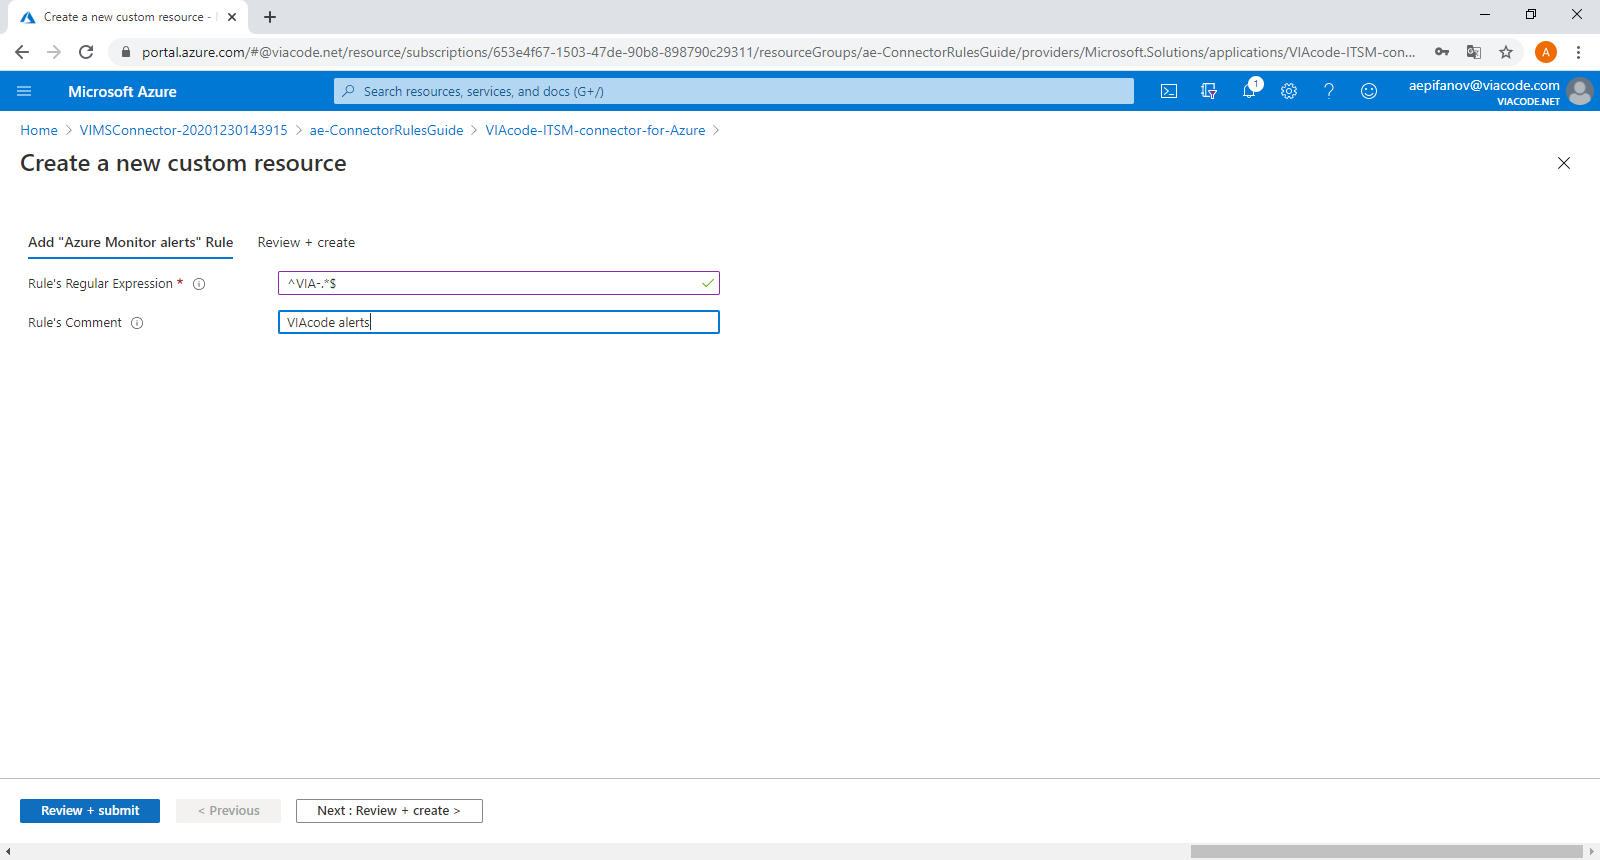 Create a new custom resource -
portal.azure.com/#@viacode.net/resource/subscriptions/653e4f67-1503-47de-90b8-898790c29311/resourceGroups/ae-ConnectorRulesGuide/providers/Microsoft.Solutions/applications/VIAcode-ITSM-con...
A
Microsoft Azure
Search resources, services, and docs (G+/)
1
aepifanov@viacode.com
VIACODE.NET
Home > VIMSConnector-20201230143915 > ae-ConnectorRulesGuide > VIAcode-ITSM-connector-for-Azure >
Create a new custom resource
Add "Azure Monitor alerts" Rule
Review + create
Rule's Regular Expression *
^VIA-.*$
Rule's Comment
VIAcode alerts
Review + submit
< Previous
Next : Review + create >